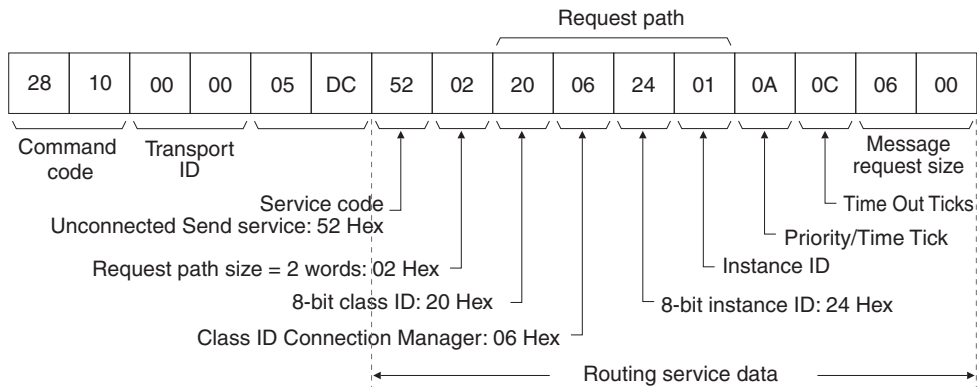 Request path
28 10 00 00 05 DC 52 02 20 06 24 01 0A 0C 06 00
Command code
Transport ID
Message request size
Service code
Unconnected Send service: 52 Hex
Time Out Ticks
Priority/Time Tick
Request path size = 2 words: 02 Hex
Instance ID
8-bit class ID: 20 Hex
8-bit instance ID: 24 Hex
Class ID Connection Manager: 06 Hex
Routing service data